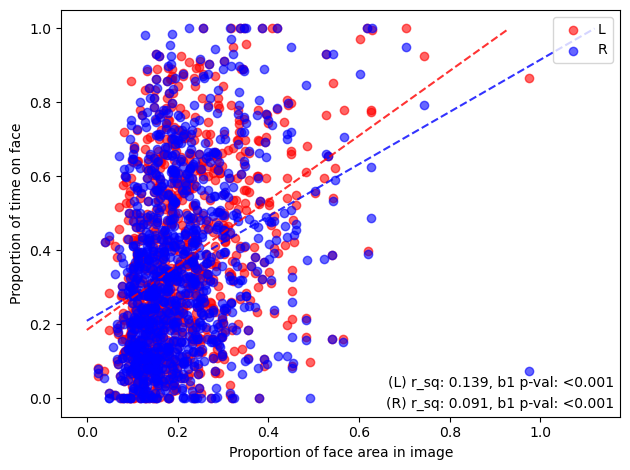 1.0
0.8
0.6
0.4
0.2
0.0
Proportion of time on face
L
R
(L) r_sq: 0.139, b1 p-val: <0.001
(R) r_sq: 0.091, b1 p-val: <0.001
0.0 0.2 0.4 0.6 0.8 1.0
Proportion of face area in image